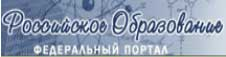 Российское Образование
ФЕДЕРАЛЬНЫЙ ПОРТАЛ